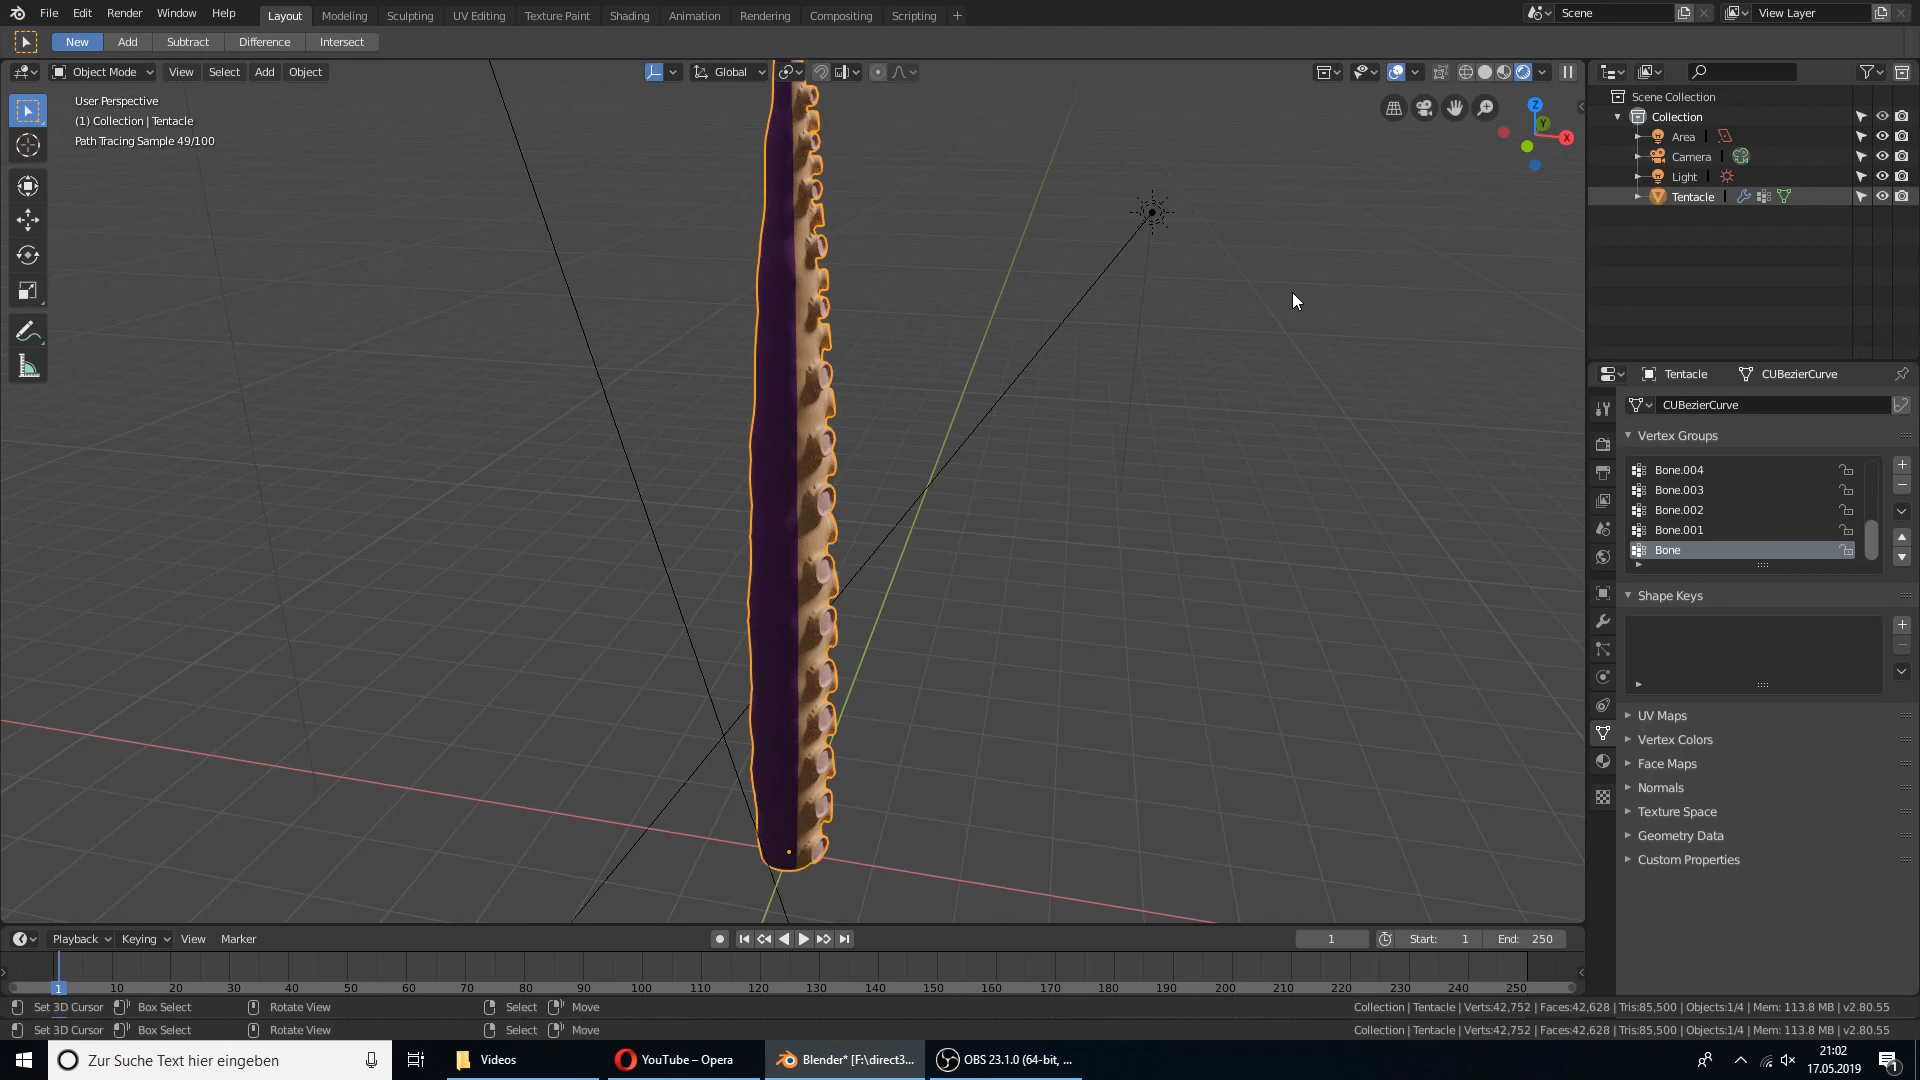 File Edit Render Window Help Layout Modeling Sculpting UV Editing Texture Paint Shading Animation Rendering Compositing Scripting + Scene View Layer
New Add Subtract Difference Intersect
Object Mode View Select Add Object Global
User Perspective
(1) Collection | Tentacle
Path Tracing Sample 49/100
Z
Y
X
Scene Collection
Collection
Area
Camera
Light
Tentacle
Tentacle CUBezierCurve
CUBezierCurve
Vertex Groups
Bone.004
Bone.003
Bone.002
Bone.001
Bone
Shape Keys
UV Maps
Vertex Colors
Face Maps
Normals
Texture Space
Geometry Data
Custom Properties
Playback Keying View Marker 1 Start: 1 End: 250
1 10 20 30 40 50 60 70 80 90 100 110 120 130 140 150 160 170 180 190 200 210 220 230 240 250
Set 3D Cursor Box Select Rotate View Select Move Collection | Tentacle | Verts:42,752 | Faces:42,628 | Tris:85,500 | Objects:1/4 | Mem: 113.8 MB | v2.80.55
Set 3D Cursor Box Select Rotate View Select Move Collection | Tentacle | Verts:42,752 | Faces:42,628 | Tris:85,500 | Objects:1/4 | Mem: 113.8 MB | v2.80.55
Zur Suche Text hier eingeben Videos YouTube – Opera Blender* [F:\direct3... OBS 23.1.0 (64-bit, ... 21:02
17.05.2019 1